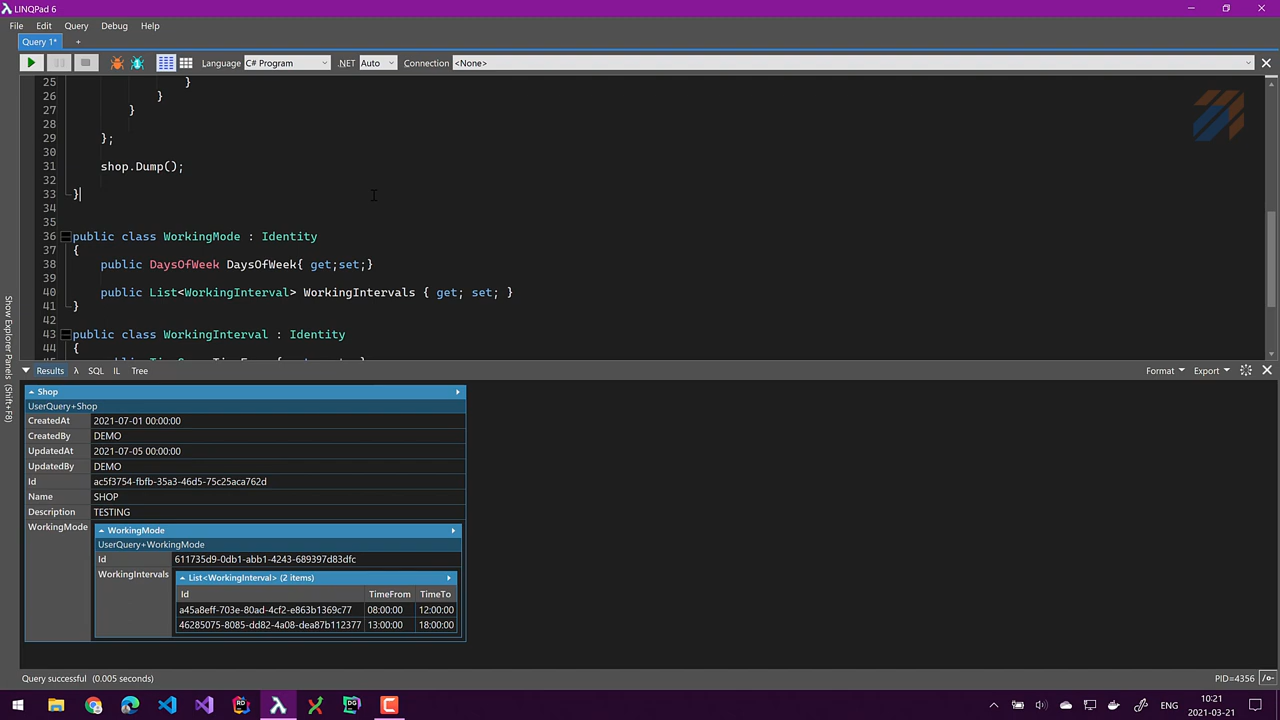 LINQPad 6
File Edit Query Debug Help
Query 1* +
Language C# Program .NET Auto Connection <None>
25 }
26 }
27 }
28
29 };
30
31 shop.Dump();
32
33 }
34
35
36 public class WorkingMode : Identity
37 {
38 public DaysOfWeek DaysOfWeek{ get;set;}
39
40 public List<WorkingInterval> WorkingIntervals { get; set; }
41 }
42
43 public class WorkingInterval : Identity
44 {
Show Explorer Panels (Shift+F8)
Results λ SQL IL Tree Format Export
Shop
UserQuery+Shop
CreatedAt 2021-07-01 00:00:00
CreatedBy DEMO
UpdatedAt 2021-07-05 00:00:00
UpdatedBy DEMO
Id ac5f3754-fbfb-35a3-46d5-75c25aca762d
Name SHOP
Description TESTING
WorkingMode WorkingMode
UserQuery+WorkingMode
Id 611735d9-0db1-abb1-4243-689397d83dfc
WorkingIntervals List<WorkingInterval> (2 items)
Id TimeFrom TimeTo
a45a8eff-703e-80ad-4cf2-e863b1369c77 08:00:00 12:00:00
46285075-8085-dd82-4a08-dea87b112377 13:00:00 18:00:00
Query successful (0.005 seconds) PID=4356 /o-
RD DG ENG 10:21
2021-03-21